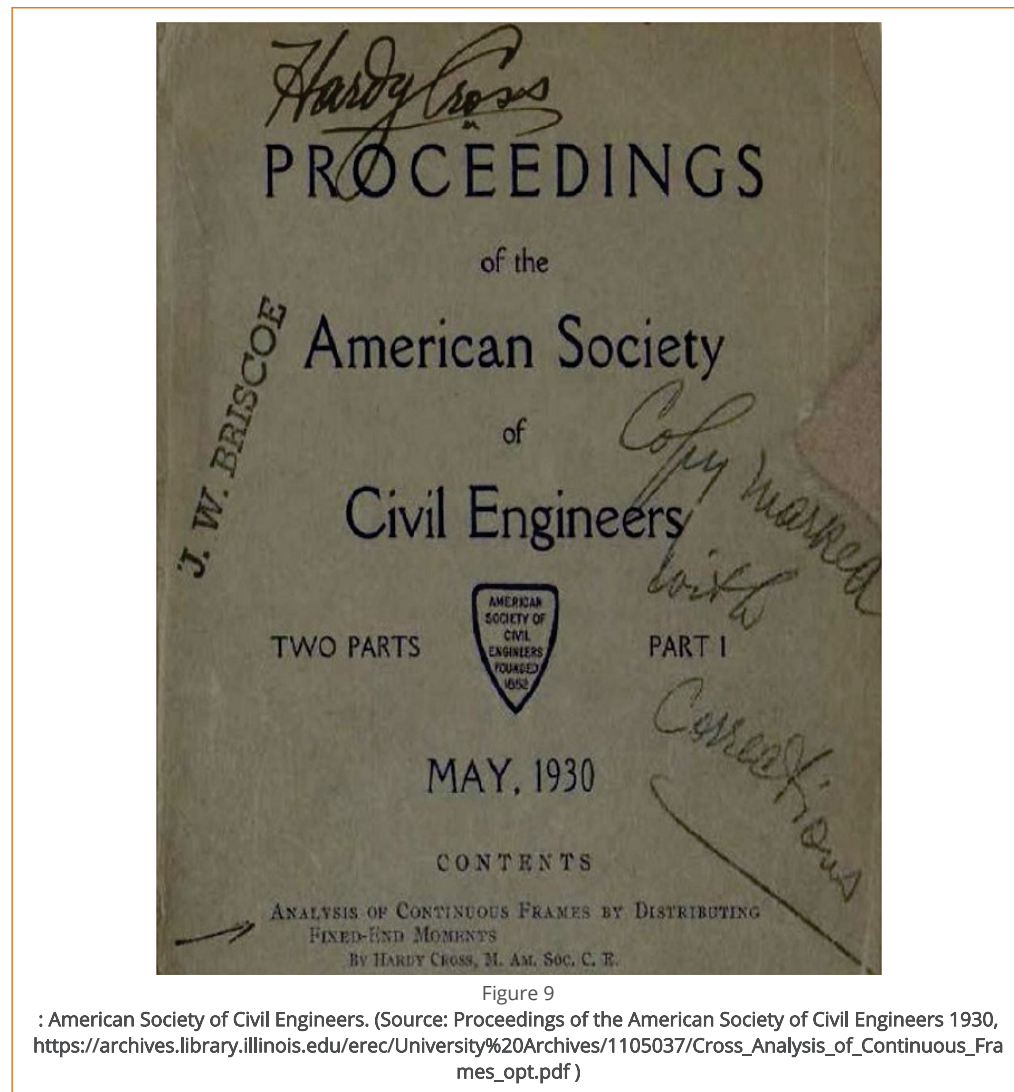 Hardy Cross
PROCEEDINGS
of the
American Society
of
Civil Engineers
J. W. BRISCOE
Copy marked
with
Corrections
TWO PARTS
AMERICAN
SOCIETY OF
CIVIL
ENGINEERS
FOUNDED
1852
PART I
MAY, 1930
CONTENTS
ANALYSIS OF CONTINUOUS FRAMES BY DISTRIBUTING
FIXED-END MOMENTS
BY HARDY CROSS, M. AM. SOC. C. E.
Figure 9
: American Society of Civil Engineers. (Source: Proceedings of the American Society of Civil Engineers 1930,
https://archives.library.illinois.edu/erec/University%20Archives/1105037/Cross_Analysis_of_Continuous_Fra
mes_opt.pdf )